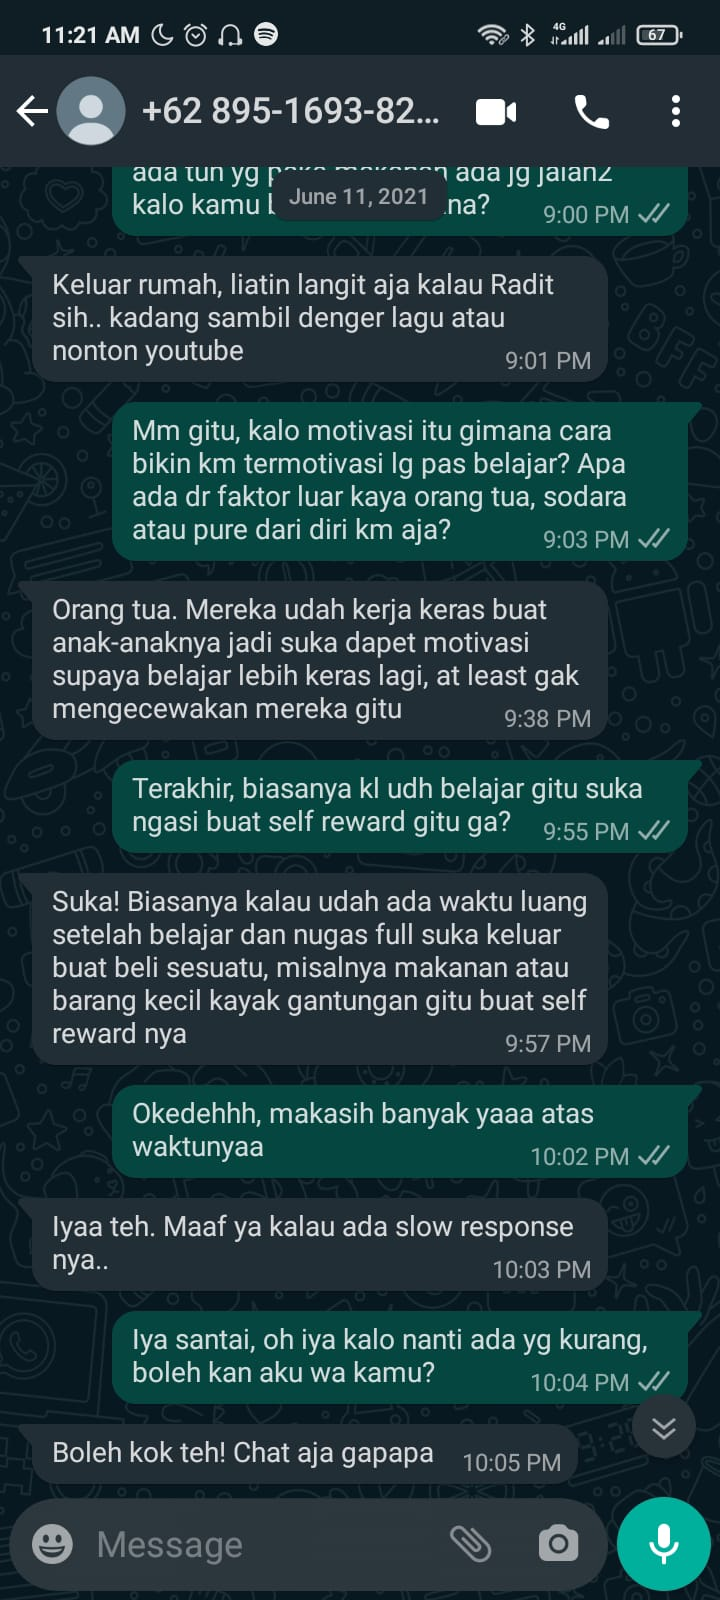 11:21 AM
4G
67
+62 895-1693-82...
ada tuh yg makanan ada jg jalan2
kalo kamu
June 11, 2021
9:00 PM
Keluar rumah, liatin langit aja kalau Radit
sih.. kadang sambil denger lagu atau
nonton youtube
9:01 PM
Mm gitu, kalo motivasi itu gimana cara
bikin km termotivasi lg pas belajar? Apa
ada dr faktor luar kaya orang tua, sodara
atau pure dari diri km aja?
9:03 PM
Orang tua. Mereka udah kerja keras buat
anak-anaknya jadi suka dapet motivasi
supaya belajar lebih keras lagi, at least gak
mengecewakan mereka gitu
9:38 PM
Terakhir, biasanya kl udh belajar gitu suka
ngasi buat self reward gitu ga?
9:55 PM
Suka! Biasanya kalau udah ada waktu luang
setelah belajar dan nugas full suka keluar
buat beli sesuatu, misalnya makanan atau
barang kecil kayak gantungan gitu buat self
reward nya
9:57 PM
Okedehhh, makasih banyak yaaa atas
waktunyaa
10:02 PM
Iyaa teh. Maaf ya kalau ada slow response
nya..
10:03 PM
Iya santai, oh iya kalo nanti ada yg kurang,
boleh kan aku wa kamu?
10:04 PM
Boleh kok teh! Chat aja gapapa
10:05 PM
Message